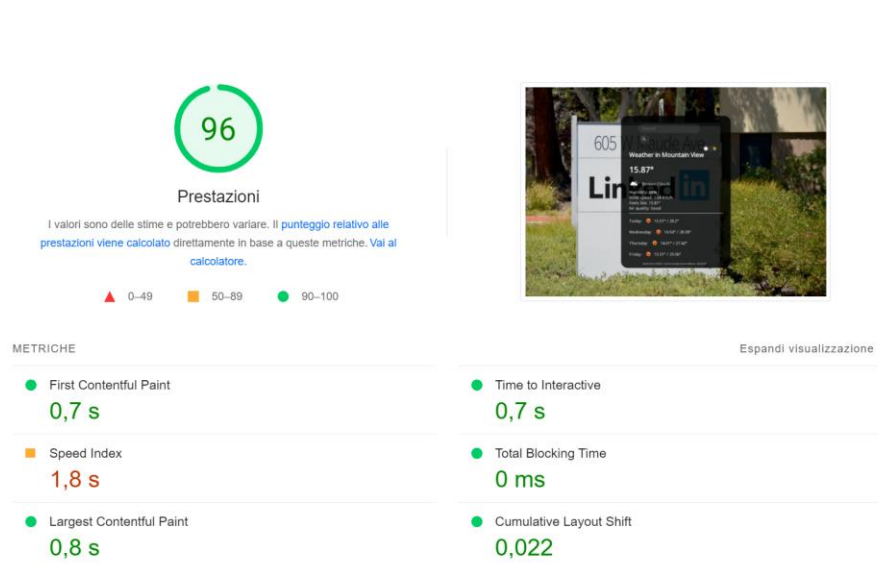 96
Prestazioni
I valori sono delle stime e potrebbero variare. Il punteggio relativo alle
prestazioni viene calcolato direttamente in base a queste metriche. Vai al
calcolatore.
0–49
50–89
90–100
605 W
Weather in Mountain View
15.87°
Today:
Wednesday:
Thursday:
Friday:
METRICHE
Espandi visualizzazione
First Contentful Paint
0,7 s
Time to Interactive
0,7 s
Speed Index
1,8 s
Total Blocking Time
0 ms
Largest Contentful Paint
0,8 s
Cumulative Layout Shift
0,022